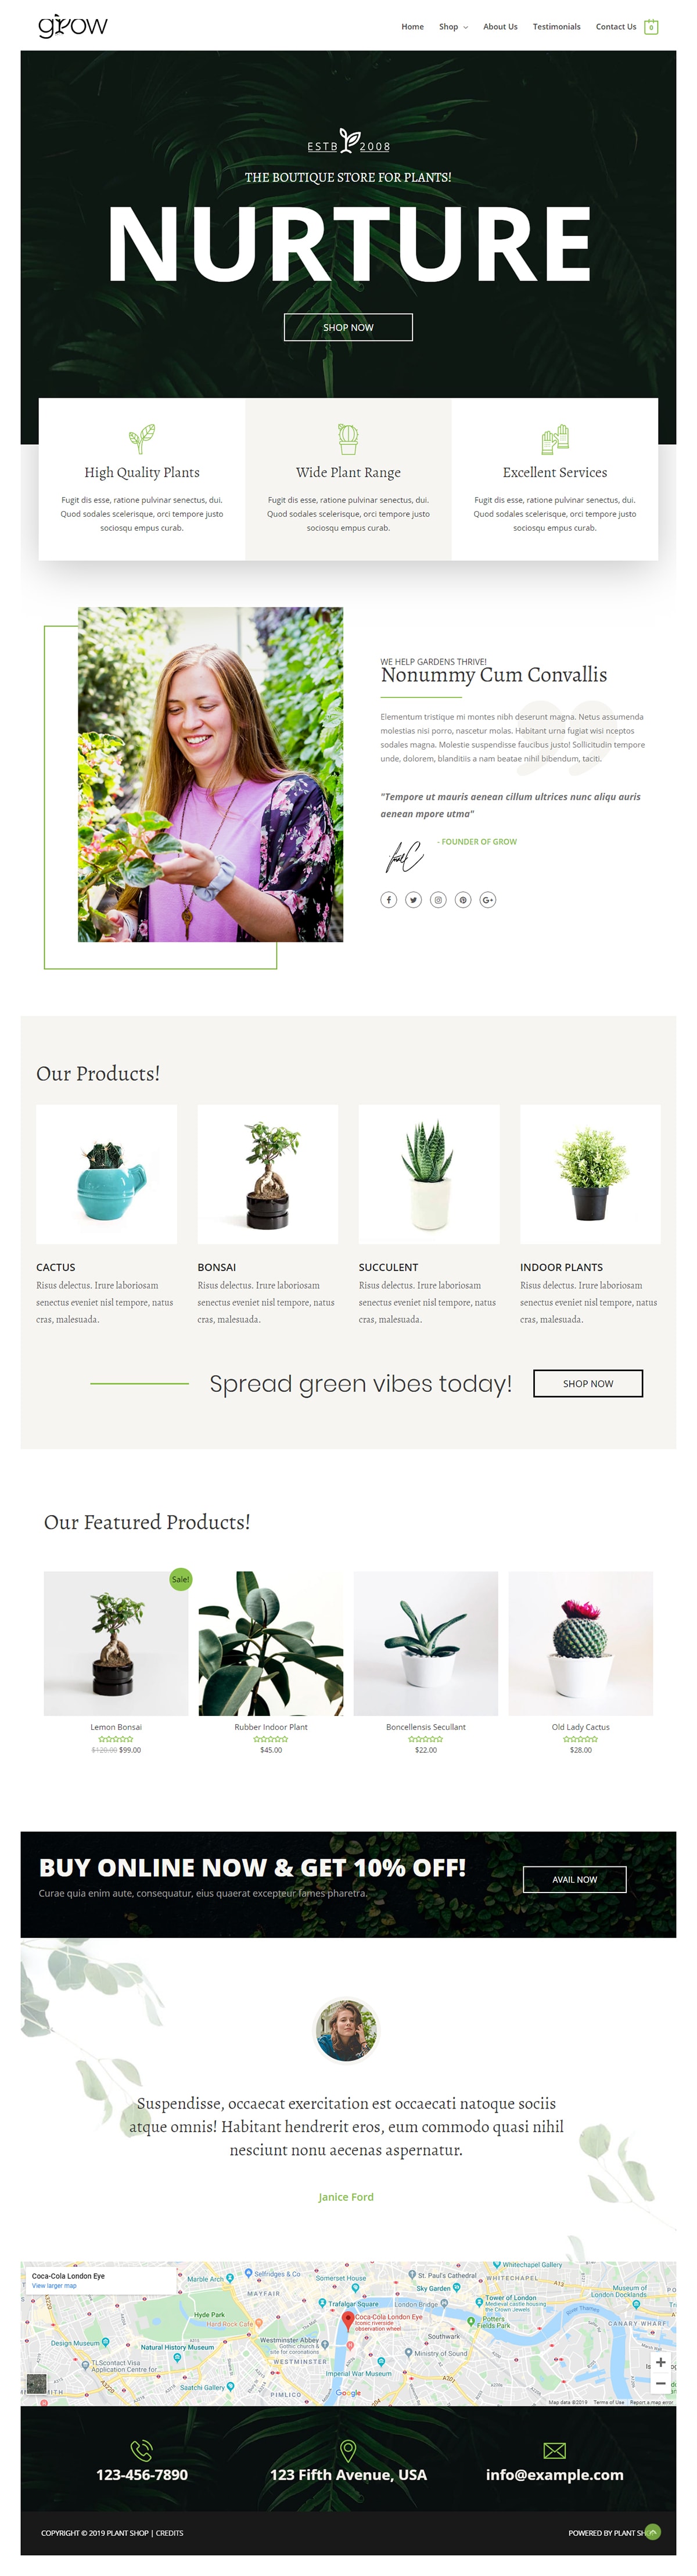 grow
Home Shop About Us Testimonials Contact Us 0
ESTB 2008
THE BOUTIQUE STORE FOR PLANTS!
NURTURE
SHOP NOW
High Quality Plants
Fugit dis esse, ratione pulvinar senectus, dui.
Quod sodales scelerisque, orci tempore justo
sociosqu empus curab.
Wide Plant Range
Fugit dis esse, ratione pulvinar senectus, dui.
Quod sodales scelerisque, orci tempore justo
sociosqu empus curab.
Excellent Services
Fugit dis esse, ratione pulvinar senectus, dui.
Quod sodales scelerisque, orci tempore justo
sociosqu empus curab.
WE HELP GARDENS THRIVE!
Nonummy Cum Convallis
Elementum tristique mi montes nibh deserunt magna. Netus assumenda
molestias nisi porro, nascetur molas. Habitant urna fugiat wisi nceptos
sodales magna. Molestie suspendisse faucibus justo! Sollicitudin tempore
unde, dolorem, blanditiis a nam beatae nihil bibendum, taciti.
"Tempore ut mauris aenean cillum ultrices nunc aliqu auris
aenean mpore utma"
- FOUNDER OF GROW
Our Products!
CACTUS
Risus delectus. Irure laboriosam
senectus eveniet nisl tempore, natus
cras, malesuada.
BONSAI
Risus delectus. Irure laboriosam
senectus eveniet nisl tempore, natus
cras, malesuada.
SUCCULENT
Risus delectus. Irure laboriosam
senectus eveniet nisl tempore, natus
cras, malesuada.
INDOOR PLANTS
Risus delectus. Irure laboriosam
senectus eveniet nisl tempore, natus
cras, malesuada.
Spread green vibes today!
SHOP NOW
Our Featured Products!
Sale!
Lemon Bonsai
$120.00 $99.00
Rubber Indoor Plant
$45.00
Boncellensis Secullant
$22.00
Old Lady Cactus
$28.00
BUY ONLINE NOW & GET 10% OFF!
Curae quia enim aute, consequatur, eius quaerat excepteur fames pharetra.
AVAIL NOW
Suspendisse, occaecat exercitation est occaecati natoque sociis
atque omnis! Habitant hendrerit eros, eum commodo quasi nihil
nesciunt nonu aecenas aspernatur.
Janice Ford
Coca-Cola London Eye
View larger map
Marble Arch
Selfridges & Co
Somerset House
St. Paul's Cathedral
Whitechapel Gallery
WHITECHAPEL
Sky Garden
Museum of
London Docklands
MAYFAIR
Trafalgar Square
London Bridge
Tower of London
Medieval castle housing
the Crown Jewels
Hyde Park
Hard Rock Cafe
Coca-Cola London Eye
Iconic riverside
observation wheel
Potters
Fields Park
CANARY WHARF
Design Museum
Natural History Museum
Westminster Abbey
Gothic church &
Southwark
WESTMINSTER
Ministry of Sound
TLScontact Visa
Application Centre...
Imperial War Museum
Saatchi Gallery
PIMLICO
Google
Map data ©2019 Terms of Use Report a map error
123-456-7890
123 Fifth Avenue, USA
info@example.com
COPYRIGHT © 2019 PLANT SHOP | CREDITS
POWERED BY PLANT SH